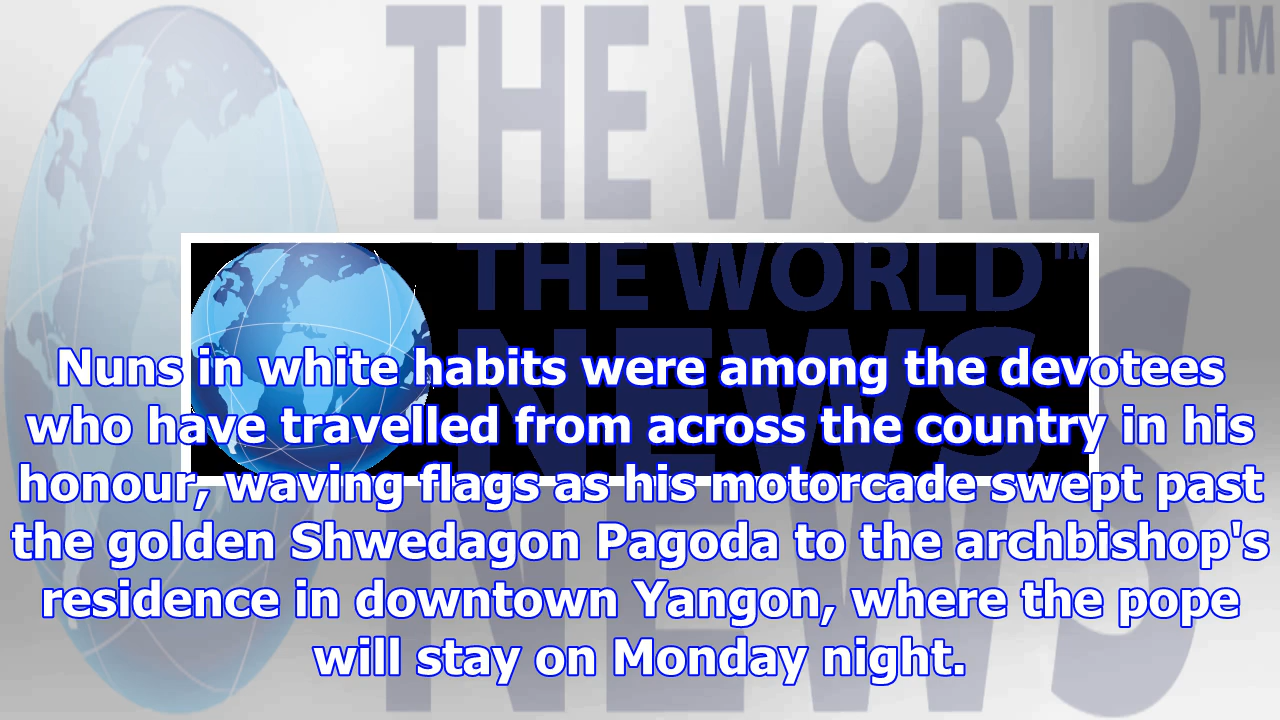 THE WORLD™
THE WORLD™
NEWS
NEWS
Nuns in white habits were among the devotees
who have travelled from across the country in his
honour, waving flags as his motorcade swept past
the golden Shwedagon Pagoda to the archbishop's
residence in downtown Yangon, where the pope
will stay on Monday night.